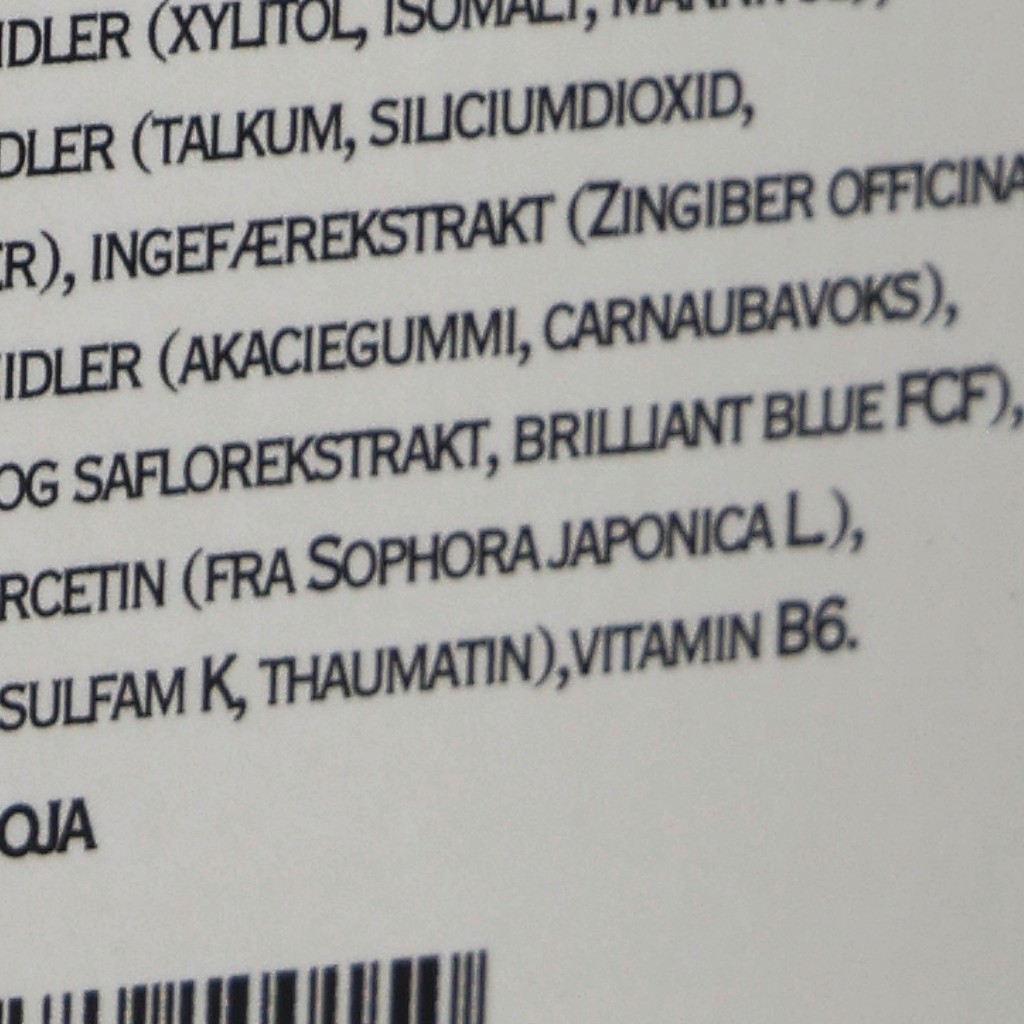 IDLER (XYLITOL, ISOMALT,
DLER (TALKUM, SILICIUMDIOXID,
ER), INGEFÆREKSTRAKT (ZINGIBER OFFICINA
IDLER (AKACIEGUMMI, CARNAUBAVOKS),
OG SAFLOREKSTRAKT, BRILLIANT BLUE FCF),
RCETIN (FRA SOPHORA JAPONICA L.),
SULFAM K, THAUMATIN),VITAMIN B6.
OJA